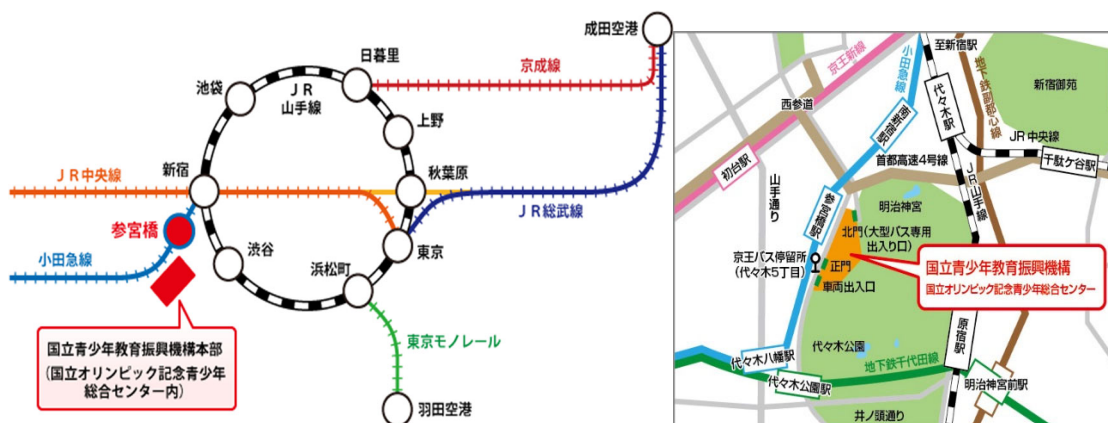 成田空港
日暮里
京成線
池袋
JR
山手線
上野
JR中央線
新宿
秋葉原
JR総武線
参宮橋
小田急線
渋谷
浜松町
東京
国立青少年教育振興機構本部
(国立オリンピック記念青少年
総合センター内)
東京モノレール
羽田空港
至新宿駅
京王新線
小田急線
地下鉄副都心線
代々木駅
新宿御苑
西参道
南新宿駅
JR中央線
首都高速4号線
千駄ケ谷駅
初台駅
山手通り
参宮橋駅
明治神宮
JR山手線
北門(大型バス専用
出入り口)
京王バス停留所
(代々木5丁目)
正門
車両出入口
国立青少年教育振興機構
国立オリンピック記念青少年総合センター
原宿駅
代々木公園
代々木八幡駅
地下鉄千代田線
代々木公園駅
明治神宮前駅
井ノ頭通り